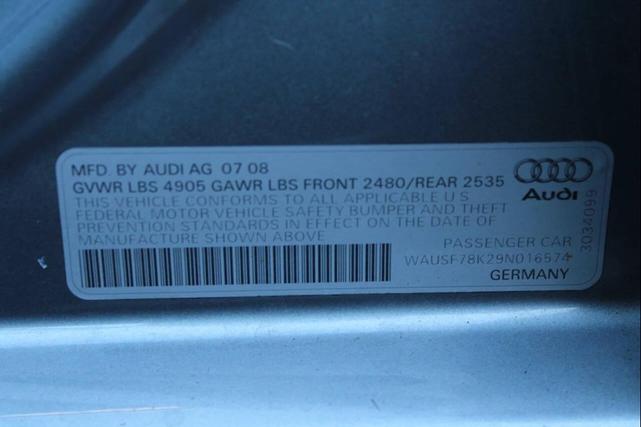 MFD. BY AUDI AG 07 08
GVWR LBS 4905 GAWR LBS FRONT 2480/REAR 2535
THIS VEHICLE CONFORMS TO ALL APPLICABLE U S
FEDERAL MOTOR VEHICLE SAFETY BUMPER AND THEFT
PREVENTION STANDARDS IN EFFECT ON THE DATE OF
MANUFACTURE SHOWN ABOVE
Audi
PASSENGER CAR
WAUSF78K29N016574
GERMANY
3034099